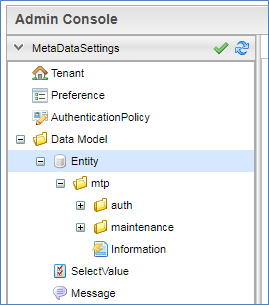 Admin Console
MetaDataSettings
Tenant
Preference
AuthenticationPolicy
Data Model
Entity
mtp
auth
maintenance
Information
SelectValue
Message